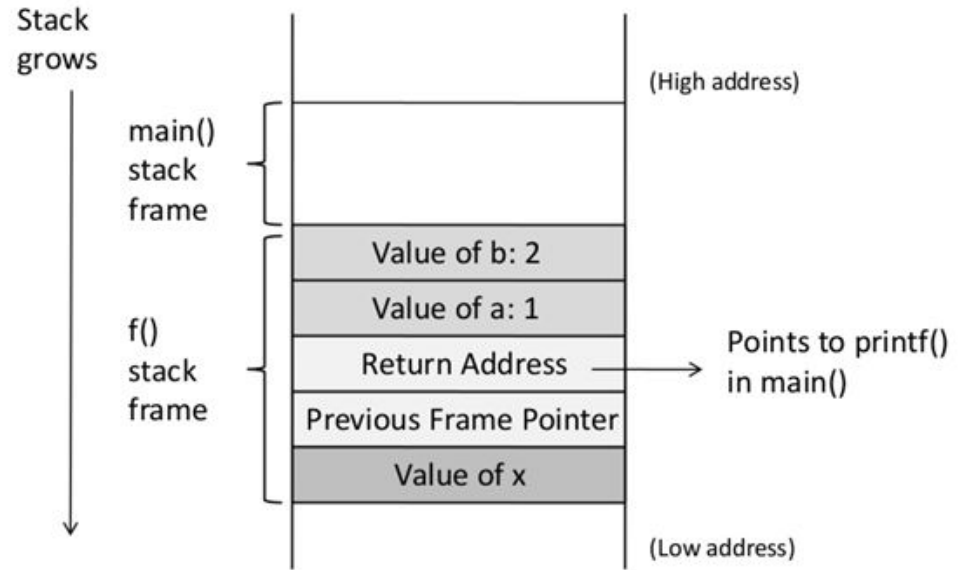 Stack
grows
(High address)
main()
stack
frame
Value of b: 2
Value of a: 1
f()
stack
frame
Return Address
Points to printf()
in main()
Previous Frame Pointer
Value of x
(Low address)